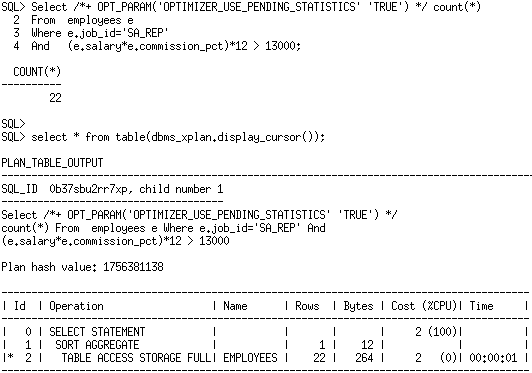 SQL> Select /*+ OPT_PARAM('OPTIMIZER_USE_PENDING_STATISTICS' 'TRUE') */ count(*)
  2  From  employees e
  3  Where e.job_id='SA_REP'
  4  And   (e.salary*e.commission_pct)*12 > 13000;

  COUNT(*)
----------
        22

SQL>
SQL> select * from table(dbms_xplan.display_cursor());

PLAN_TABLE_OUTPUT
--------------------------------------------------------------------------------
SQL_ID  0b37sbu2rr7xp, child number 1
-------------------------------------
Select /*+ OPT_PARAM('OPTIMIZER_USE_PENDING_STATISTICS' 'TRUE') */
count(*) From  employees e Where e.job_id='SA_REP' And
(e.salary*e.commission_pct)*12 > 13000

Plan hash value: 1756381138

--------------------------------------------------------------------------------
| Id  | Operation                  | Name      | Rows  | Bytes | Cost (%CPU)| Time     |
--------------------------------------------------------------------------------
|   0 | SELECT STATEMENT           |           |       |       |     2 (100)|          |
|   1 |  SORT AGGREGATE            |           |     1 |    12 |            |          |
|*  2 |   TABLE ACCESS STORAGE FULL| EMPLOYEES |    22 |   264 |     2   (0)| 00:00:01 |
--------------------------------------------------------------------------------